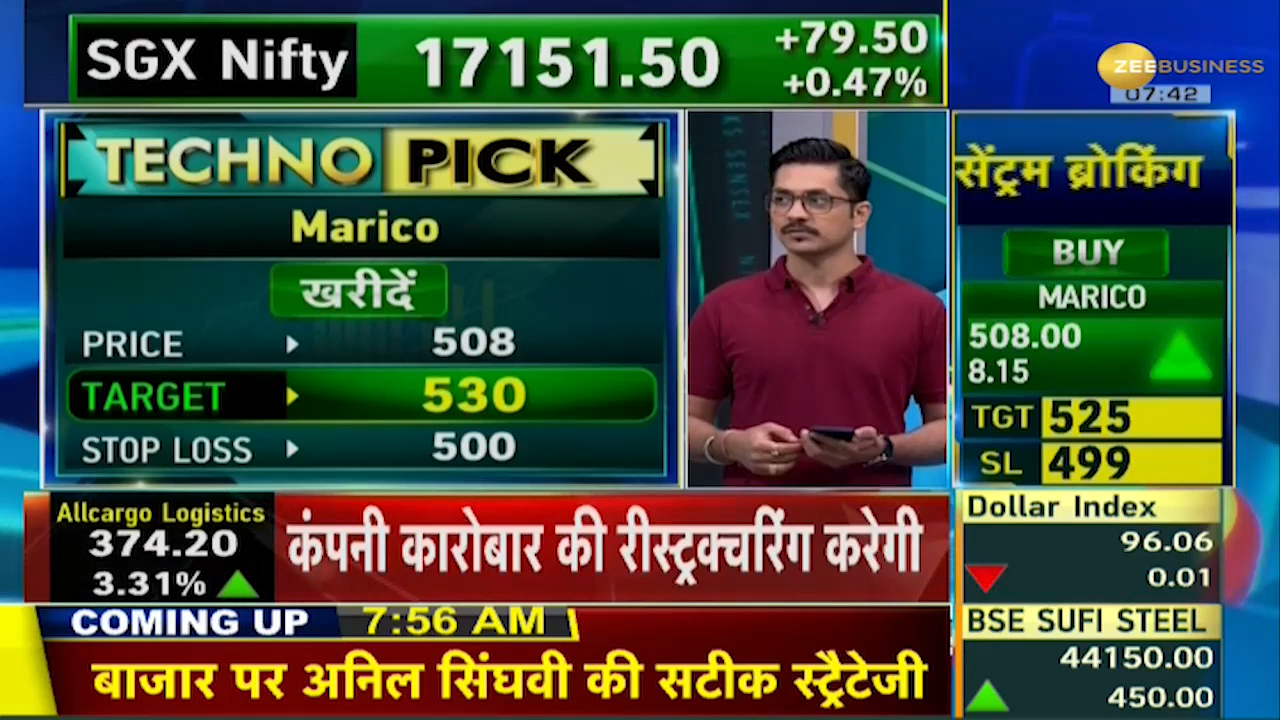 SGX Nifty 17151.50 +79.50
+0.47%
ZEEBUSINESS
07:42
TECHNO PICK
Marico
खरीदें
PRICE 508
TARGET 530
STOP LOSS 500
सेंट्रम ब्रोकिंग
BUY
MARICO
508.00
8.15
TGT 525
SL 499
Allcargo Logistics
374.20
3.31%
कंपनी कारोबार की रीस्ट्रक्चरिंग करेगी
Dollar Index
96.06
0.01
BSE SUFI STEEL
44150.00
450.00
COMING UP 7:56 AM
बाजार पर अनिल सिंघवी की सटीक स्ट्रैटेजी